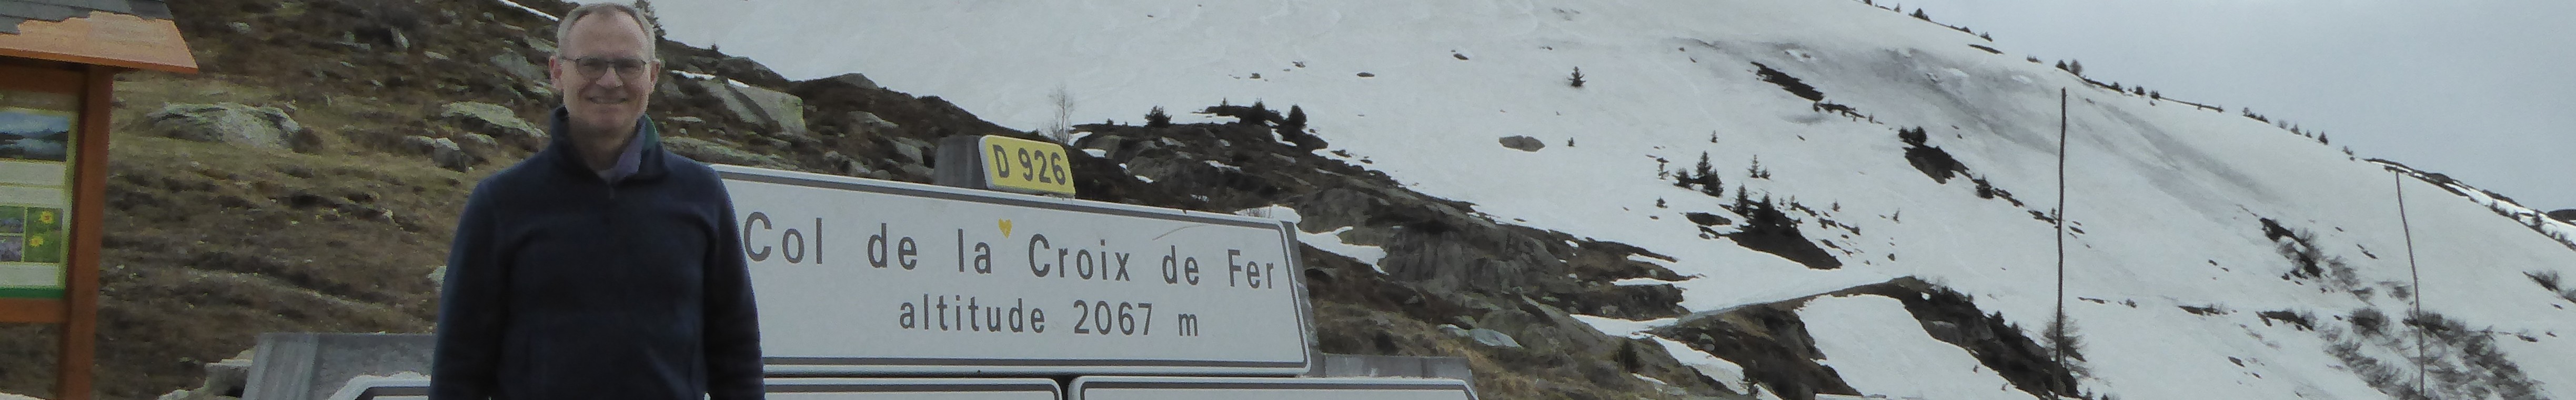 D 926
Col de la Croix de Fer
altitude 2067 m